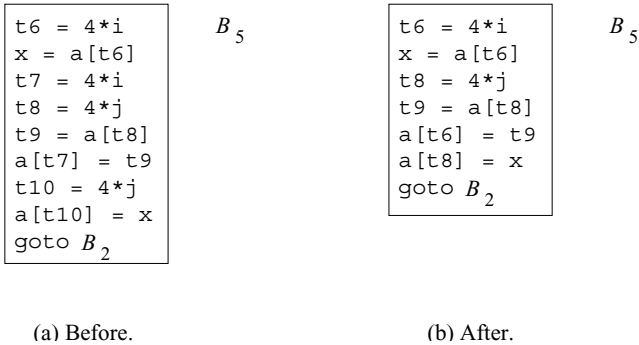 t6 = 4*i
x = a[t6]
t7 = 4*i
t8 = 4*j
t9 = a[t8]
a[t7] = t9
t10 = 4*j
a[t10] = x
goto B2
B5
(a) Before.
t6 = 4*i
x = a[t6]
t8 = 4*j
t9 = a[t8]
a[t6] = t9
a[t8] = x
goto B2
B5
(b) After.